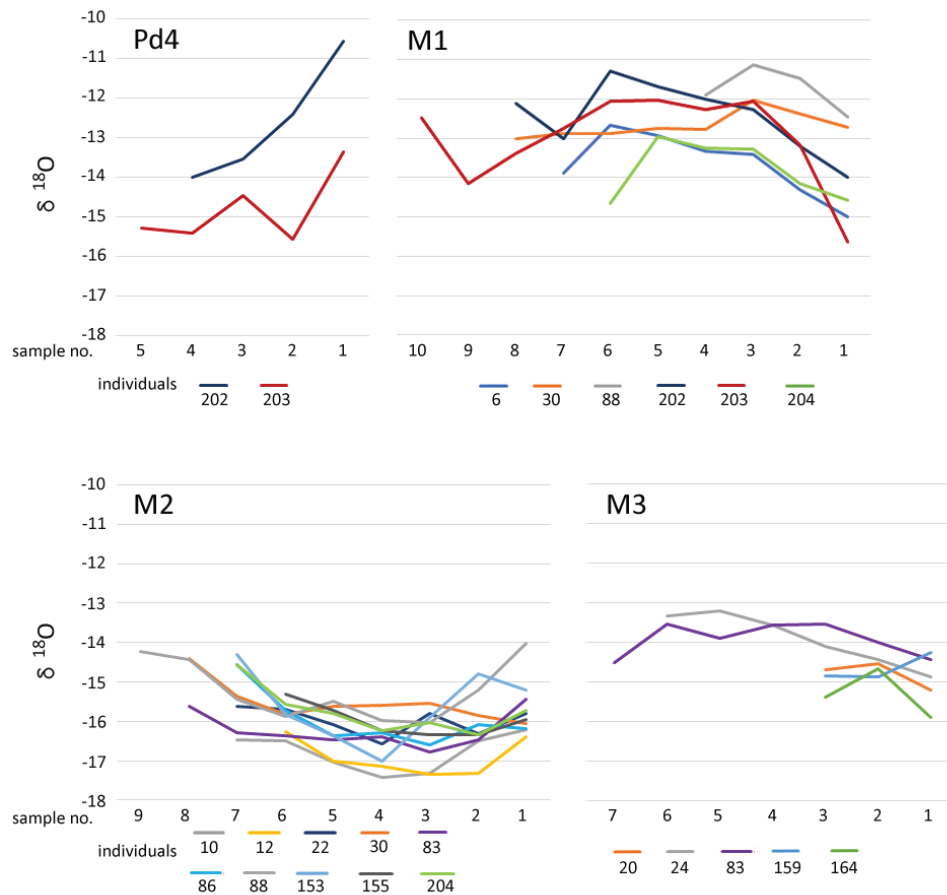 Pd4 M1
-10
-11
-12
-13
-14
-15
-16
-17
-18
δ 18O
sample no. 5 4 3 2 1 10 9 8 7 6 5 4 3 2 1
individuals
202 203 6 30 88 202 203 204
M2 M3
-10
-11
-12
-13
-14
-15
-16
-17
-18
δ 18O
sample no. 9 8 7 6 5 4 3 2 1 7 6 5 4 3 2 1
individuals 10 12 22 30 83
20 24 83 159 164
86 88 153 155 204